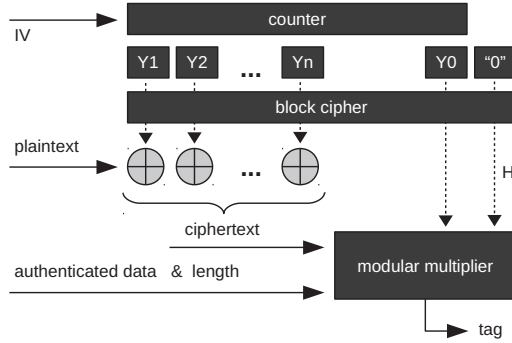 counter
IV
Y1 Y2 ... Yn Y0 “0”
block cipher
plaintext
...
H
ciphertext
authenticated data & length
modular multiplier
tag